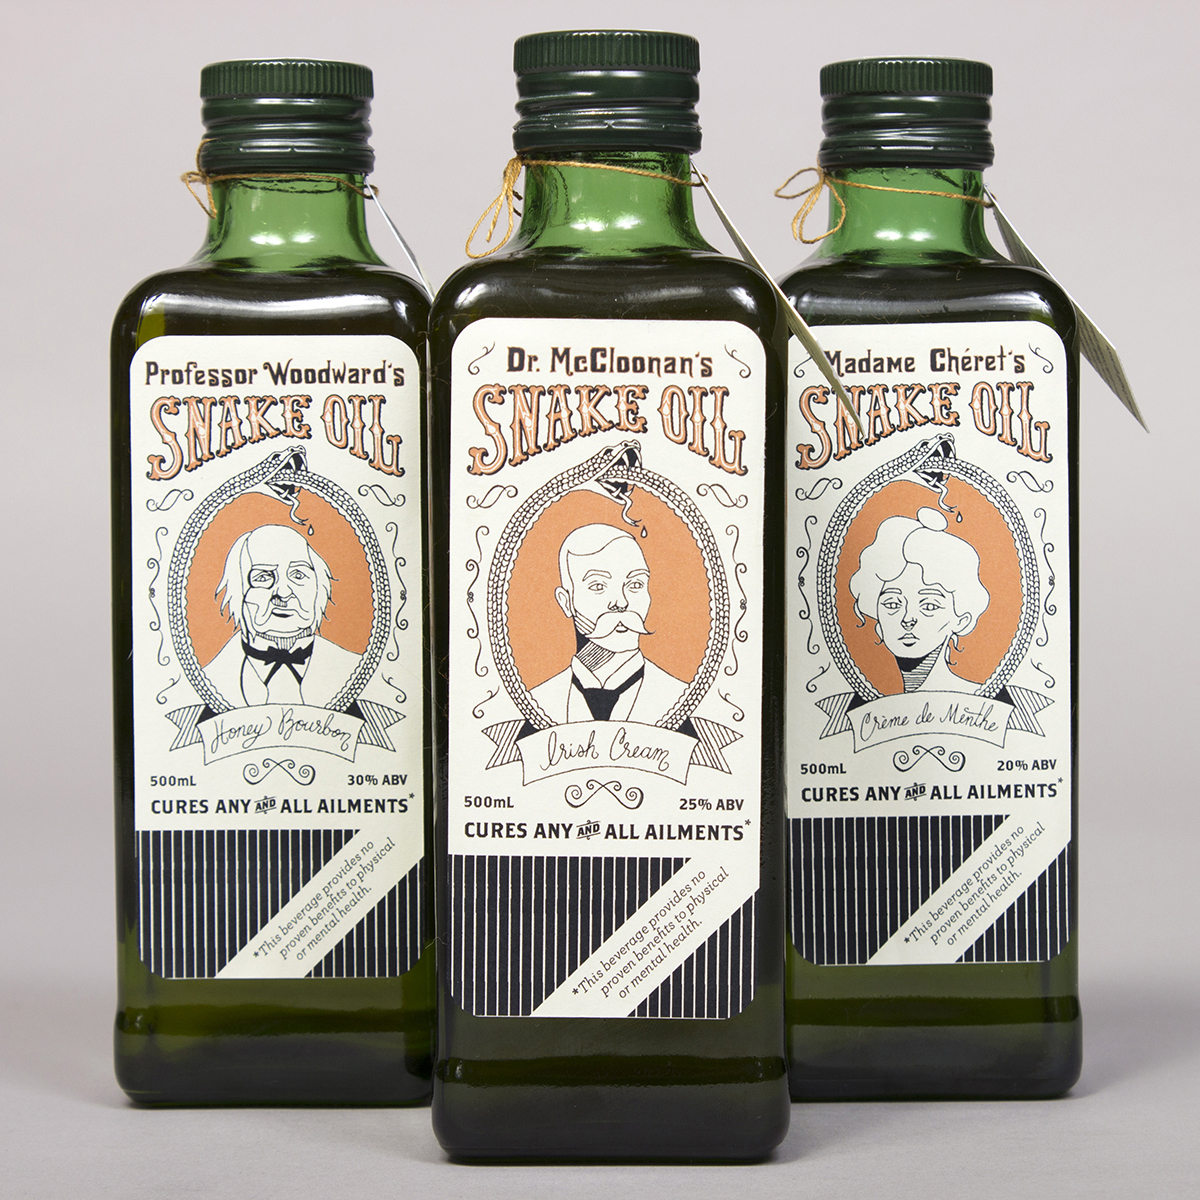 Professor Woodward's
SNAKE OIL
Honey Bourbon
500mL 30% ABV
CURES ANY AND ALL AILMENTS*
*This beverage provides no
proven benefits to physical
or mental health.
Dr. McCloonan's
SNAKE OIL
Irish Cream
500mL 25% ABV
CURES ANY AND ALL AILMENTS*
*This beverage provides no
proven benefits to physical
or mental health.
Madame Chéret's
SNAKE OIL
Crème de Menthe
500mL 20% ABV
CURES ANY AND ALL AILMENTS*
*This beverage provides no
proven benefits to physical
or mental health.